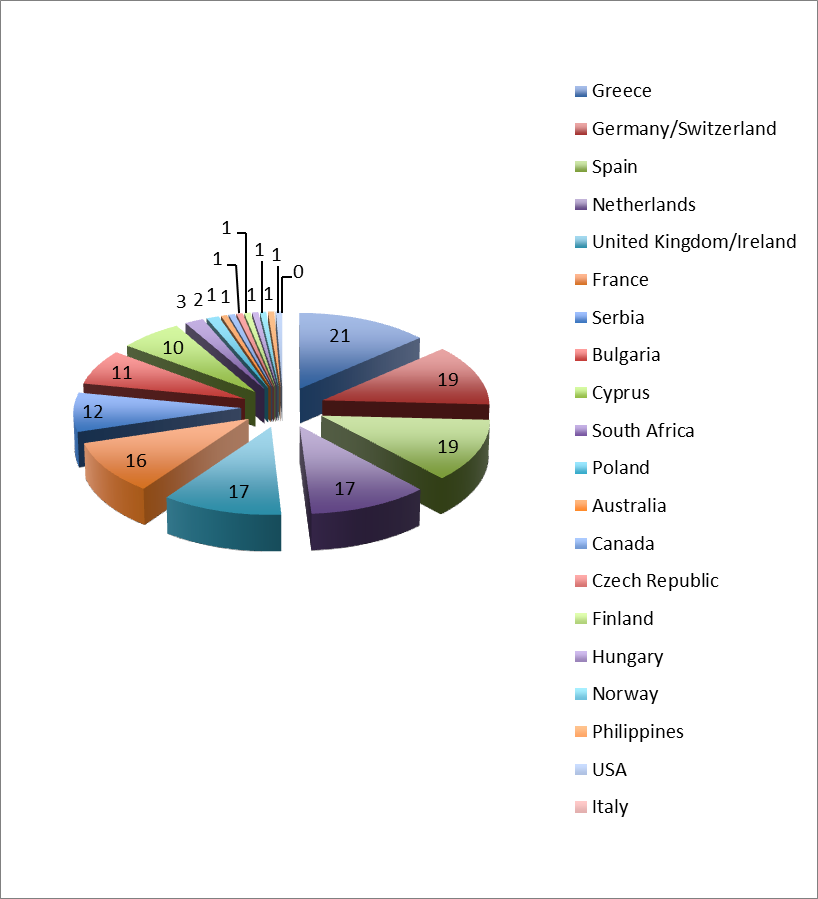 1
1
1
1
0
3
2
1
1
1
1
21
10
19
11
12
19
16
17
17
Greece
Germany/Switzerland
Spain
Netherlands
United Kingdom/Ireland
France
Serbia
Bulgaria
Cyprus
South Africa
Poland
Australia
Canada
Czech Republic
Finland
Hungary
Norway
Philippines
USA
Italy